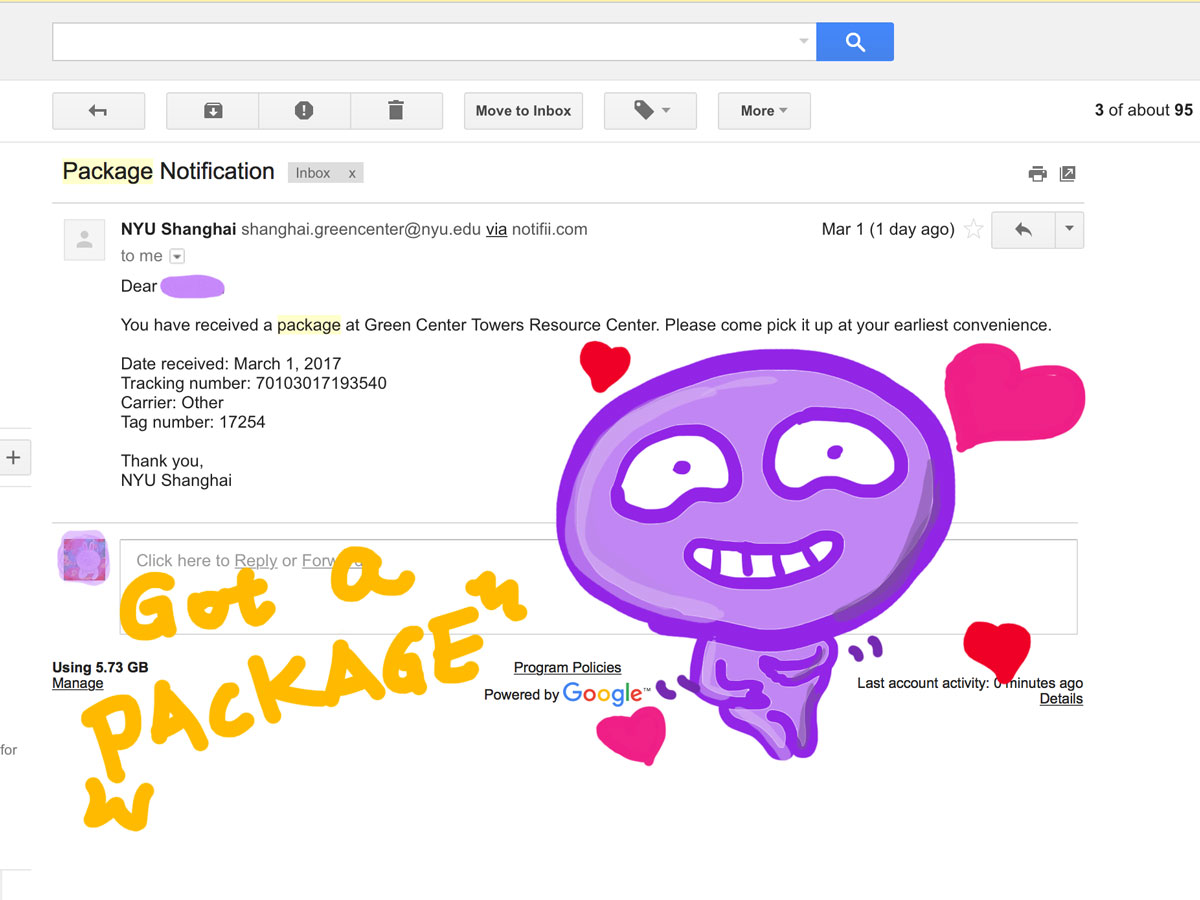 Move to Inbox
More
3 of about 95
Package Notification
Inbox x
NYU Shanghai shanghai.greencenter@nyu.edu via notifii.com
Mar 1 (1 day ago)
to me
Dear
You have received a package at Green Center Towers Resource Center. Please come pick it up at your earliest convenience.
Date received: March 1, 2017
Tracking number: 70103017193540
Carrier: Other
Tag number: 17254
Thank you,
NYU Shanghai
Click here to Reply or Forward
Got a
PACKAGE
Using 5.73 GB
Manage
Program Policies
Powered by Google™
Last account activity: 0 minutes ago
Details
for